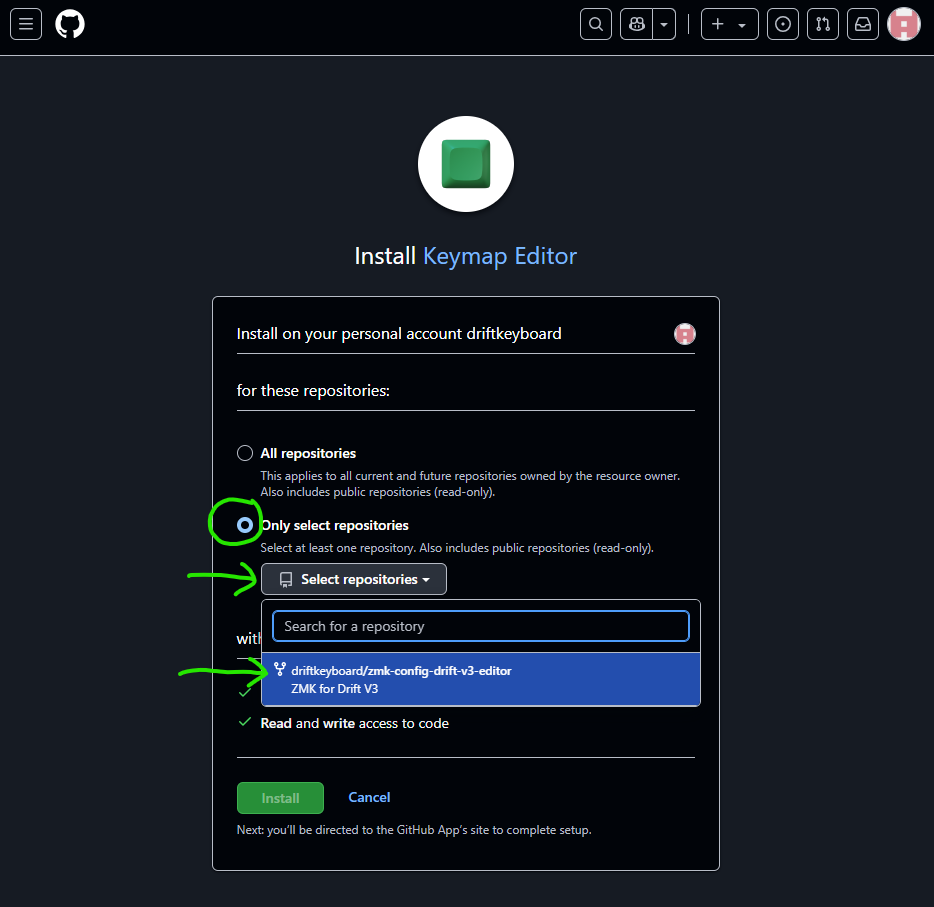 Install Keymap Editor
Install on your personal account driftkeyboard
for these repositories:
All repositories
This applies to all current and future repositories owned by the resource owner.
Also includes public repositories (read-only).
Only select repositories
Select at least one repository. Also includes public repositories (read-only).
Select repositories
Search for a repository
with
driftkeyboard/zmk-config-drift-v3-editor
ZMK for Drift V3
Read and write access to code
Install Cancel
Next: you'll be directed to the GitHub App's site to complete setup.